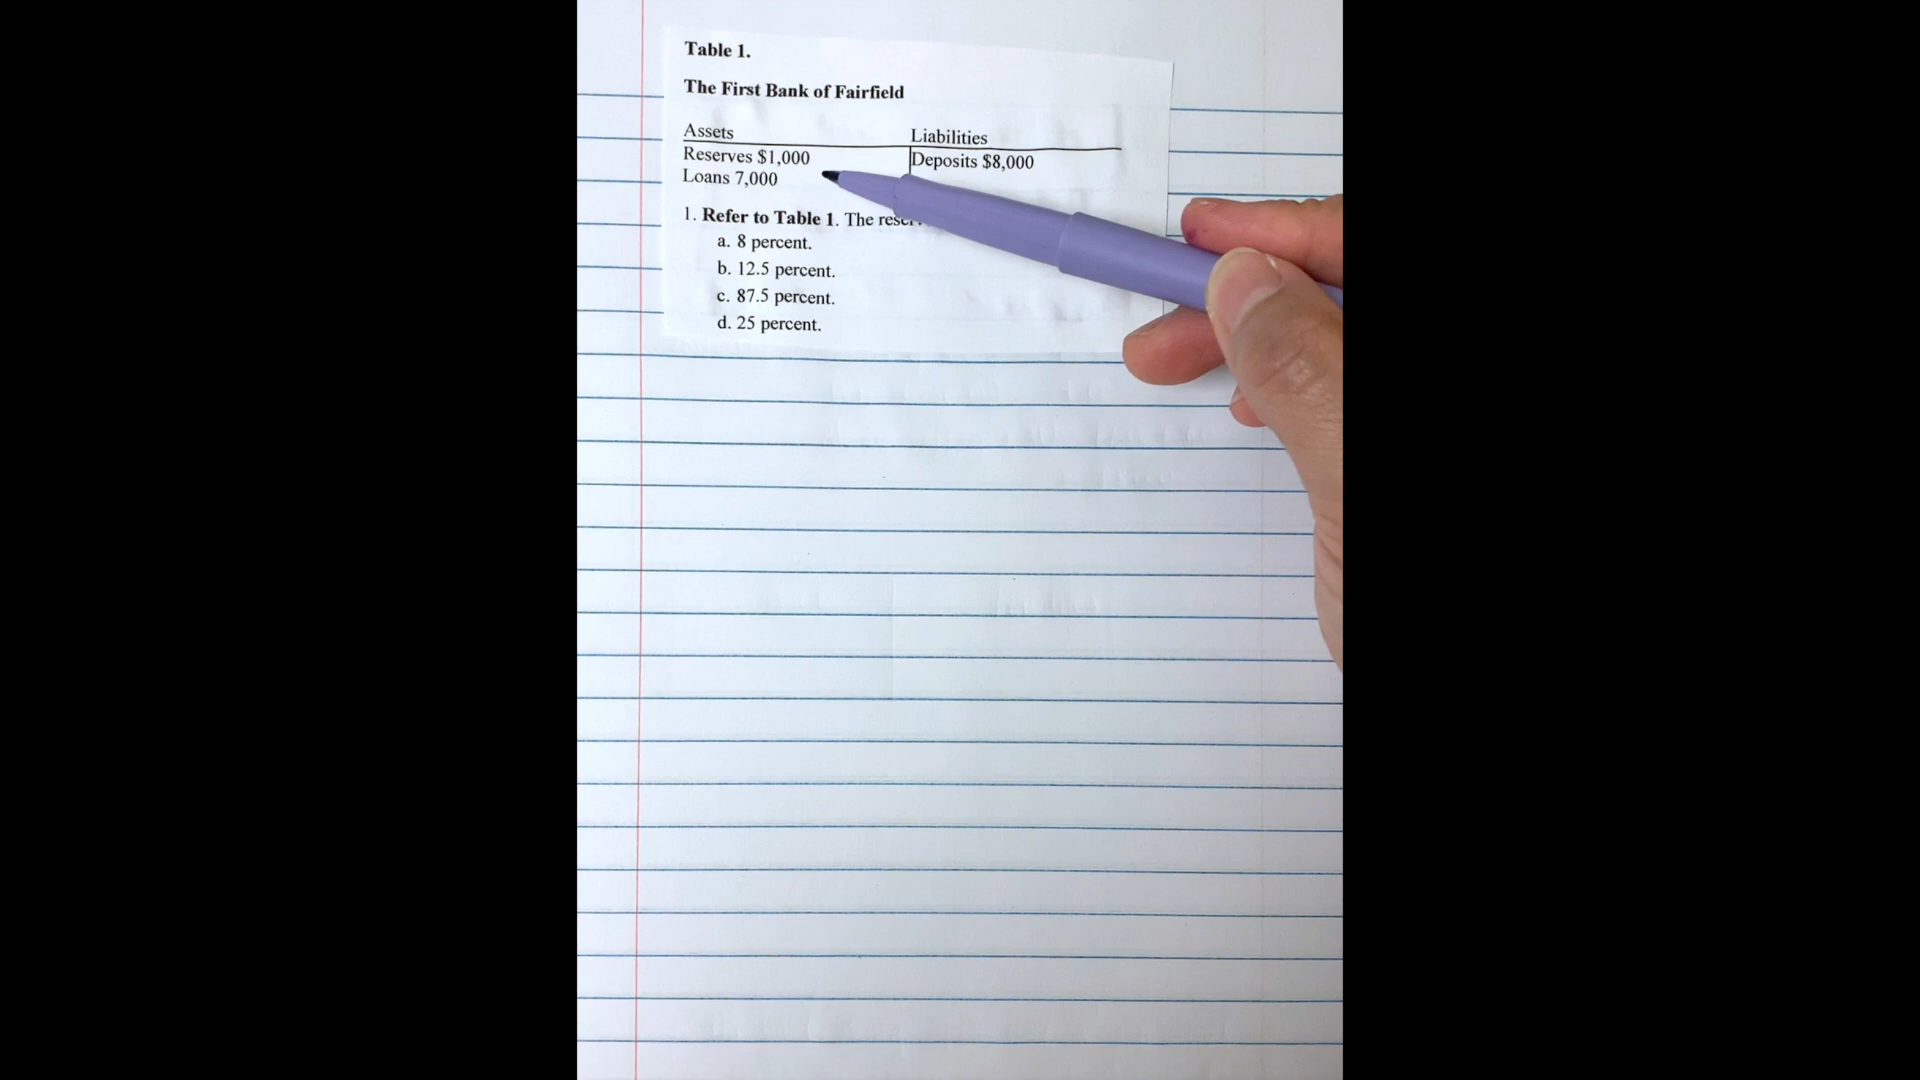 Table 1.
The First Bank of Fairfield
Assets Liabilities
Reserves $1,000 Deposits $8,000
Loans 7,000
1. Refer to Table 1. The
a. 8 percent.
b. 12.5 percent.
c. 87.5 percent.
d. 25 percent.